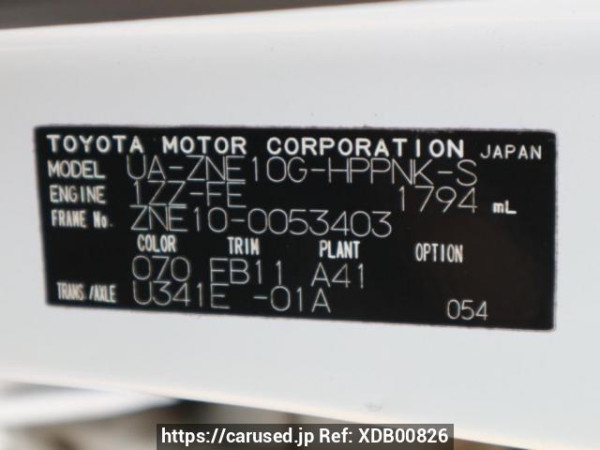 TOYOTA MOTOR CORPORATION JAPAN
MODEL UA-ZNE10G-HPPNK-S
ENGINE 1ZZ-FE 1794 mL
FRAME No. ZNE10-0053403
COLOR TRIM PLANT OPTION
070 FB11 A41
TRANS./AXLE U341E -01A 054
https://carused.jp Ref: XDB00826